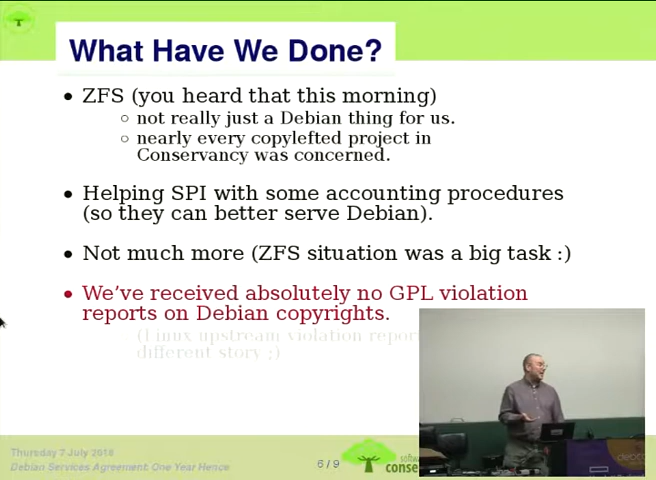 What Have We Done?
• ZFS (you heard that this morning)
○ not really just a Debian thing for us.
○ nearly every copylefted project in
Conservancy was concerned.
• Helping SPI with some accounting procedures
(so they can better serve Debian).
• Not much more (ZFS situation was a big task :)
• We've received absolutely no GPL violation
reports on Debian copyrights.
(Linux upstream violation repor
different story ;)
Thursday 7 July 2016
Debian Services Agreement: One Year Hence
6/9
softw
conse